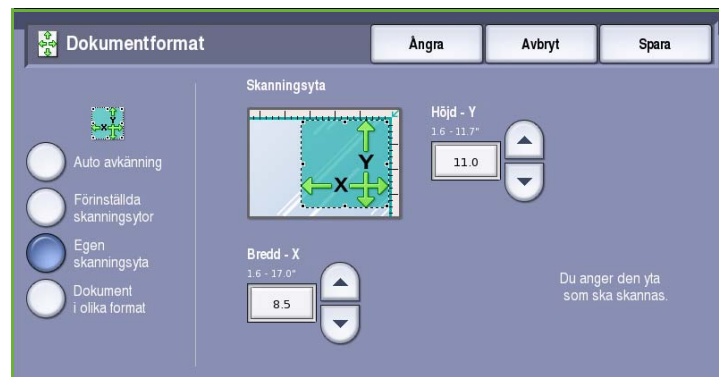 Dokumentformat
Ångra
Avbryt
Spara
Auto avkänning
Förinställda
skanningsytor
Egen
skanningsyta
Dokument
i olika format
Skanningsyta
Y
X
Höjd - Y
1.6 - 11.7"
11.0
Bredd - X
1.6 - 17.0"
8.5
Du anger den yta
som ska skannas.